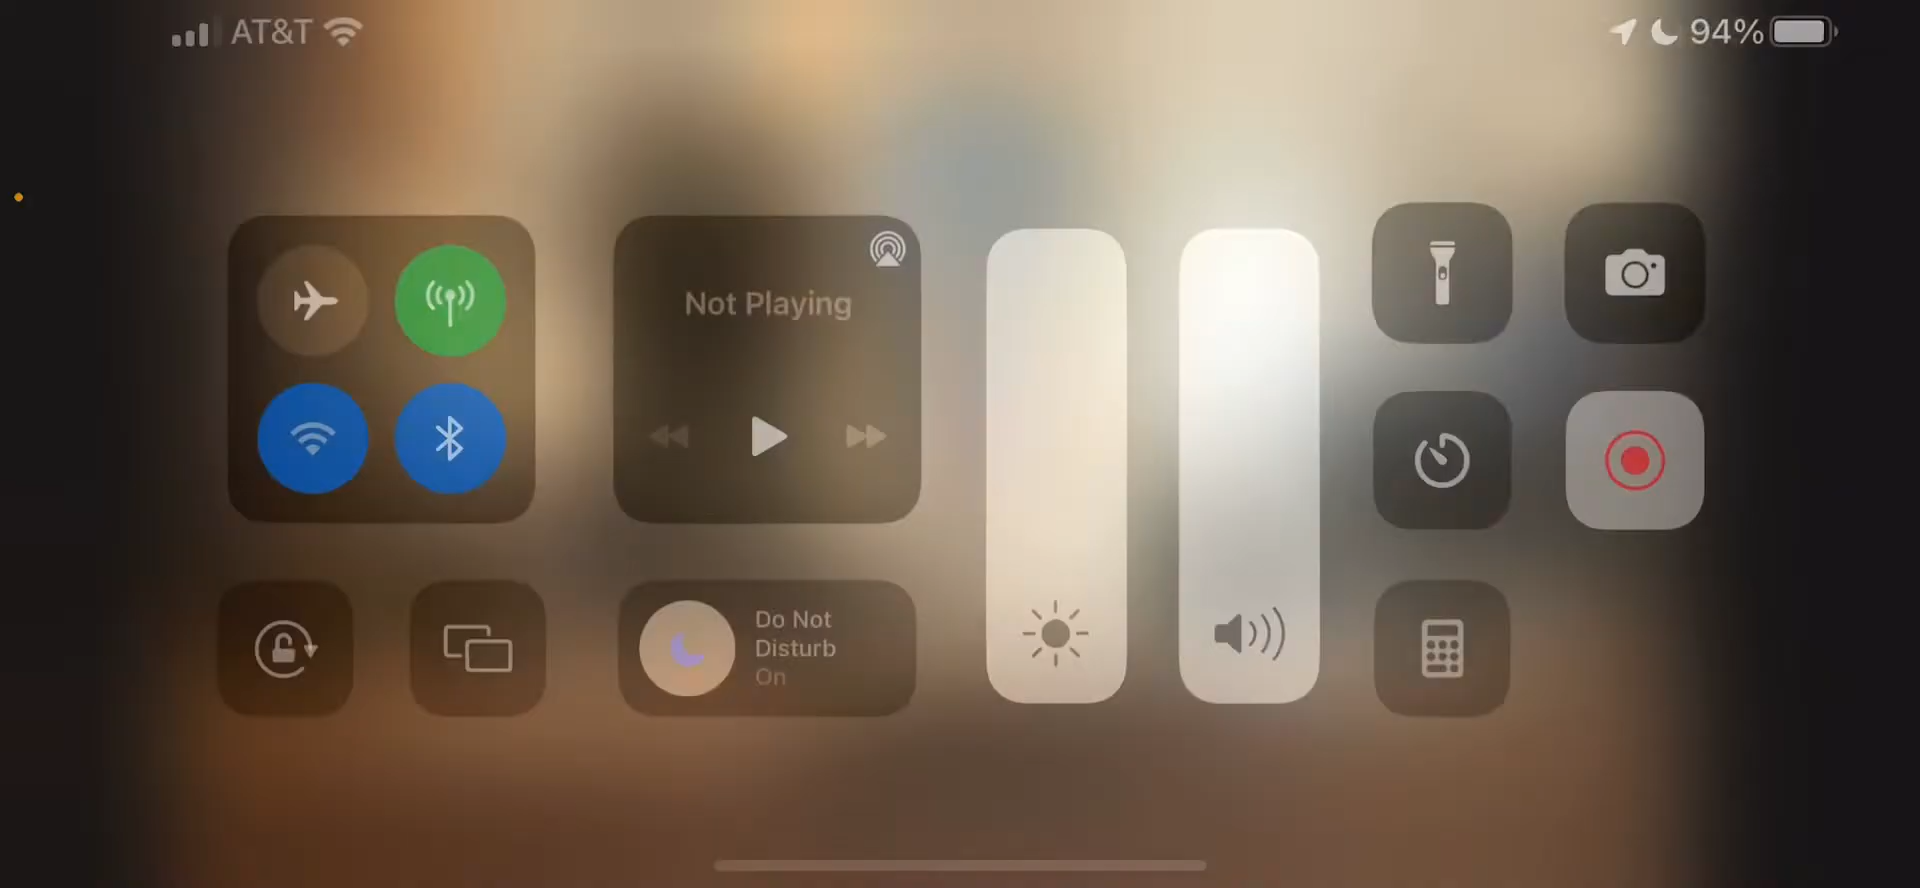 AT&T
94%
Not Playing
Do Not
Disturb
On